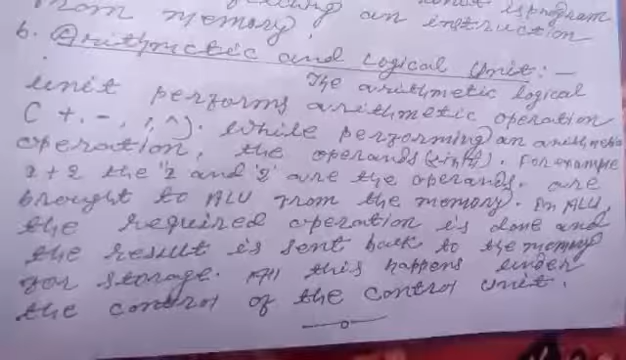 an instruction
from memory.
6. Arithmetic and Logical Unit:-
The arithmetic logical
unit performs arithmetic operation
(+, -, /, ^). While performing an arithmetic
operation, the operands. For example
2+2 the '2 and '2' are the operands. are
brought to ALU from the memory. In ALU,
the required operation is done and
the result is sent back to the memory
for storage. All this happens under
the control of the control unit.